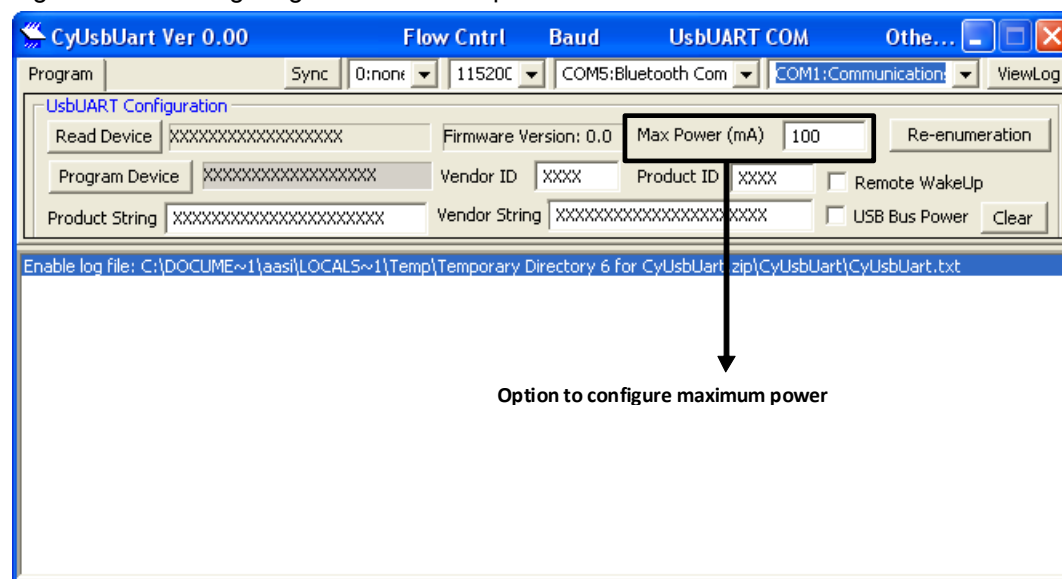 CyUsbUart Ver 0.00 Flow Cntrl Baud UsbUART COM Othe...
Program Sync 0:none 115200 COM5:Bluetooth Com COM1:Communication: ViewLog
UsbUART Configuration
Read Device XXXXXXXXXXXXXXXXXX Firmware Version: 0.0 Max Power (mA) 100 Re-enumeration
Program Device XXXXXXXXXXXXXXXXXX Vendor ID XXXX Product ID XXXX Remote WakeUp
Product String XXXXXXXXXXXXXXXXXXXXXX Vendor String XXXXXXXXXXXXXXXXXXXXXX USB Bus Power Clear
Enable log file: C:\DOCUME~1\aasi\LOCALS~1\Temp\Temporary Directory 6 for CyUsbUart.zip\CyUsbUart\CyUsbUart.txt
Option to configure maximum power